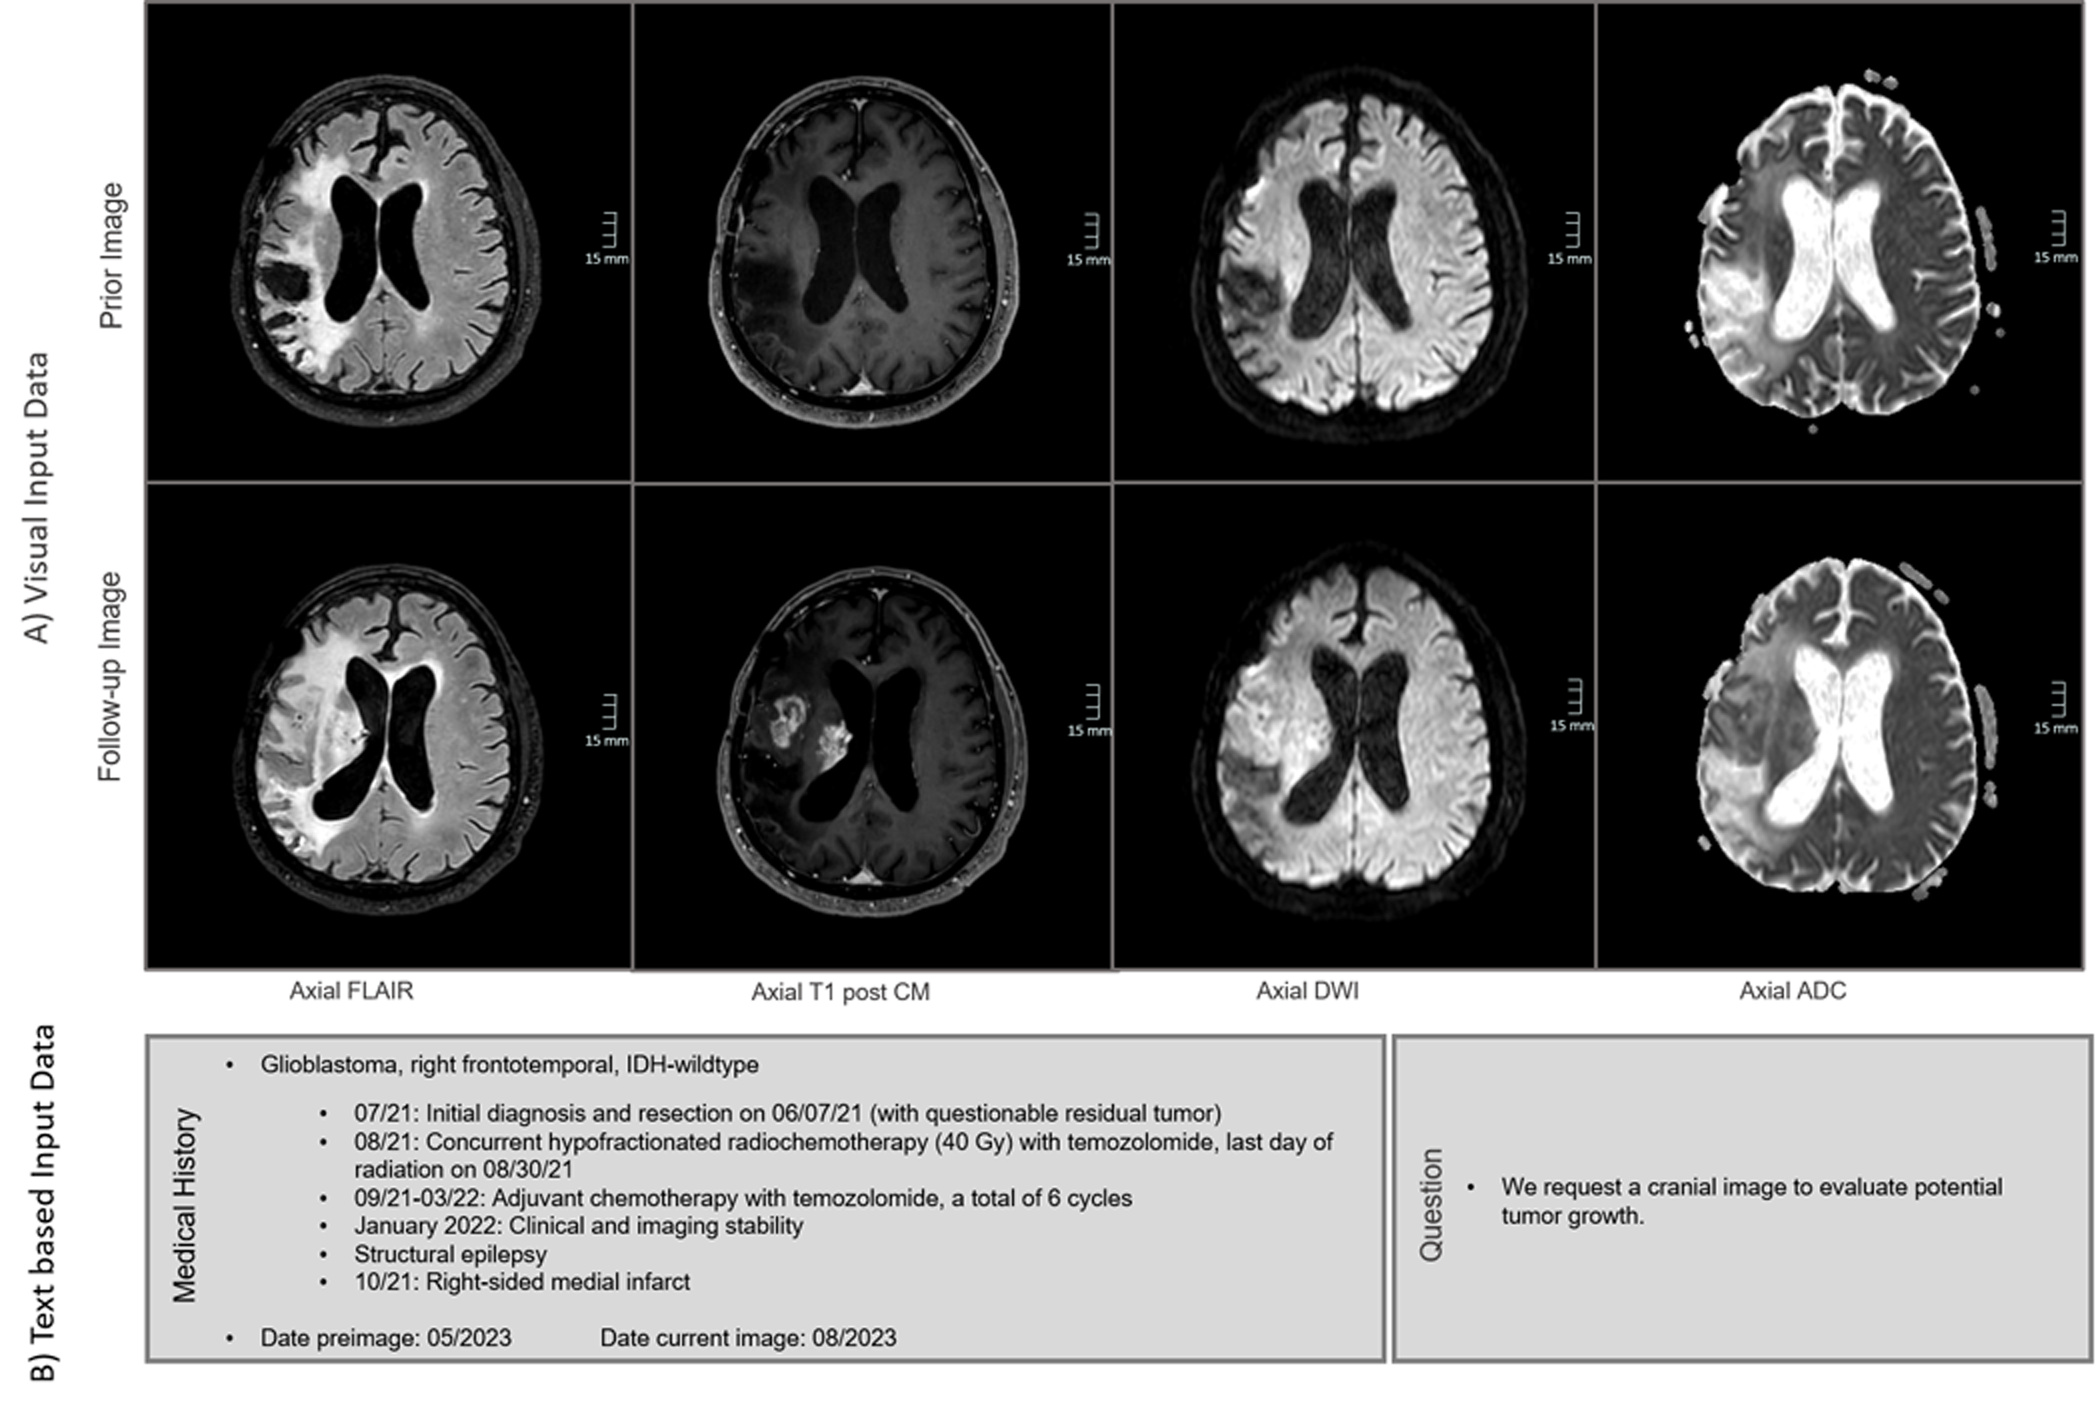 A) Visual Input Data
Prior Image
15 mm
15 mm
15 mm
15 mm
Follow-up Image
15 mm
15 mm
15 mm
15 mm
Axial FLAIR
Axial T1 post CM
Axial DWI
Axial ADC
B) Text based Input Data
Medical History
• Glioblastoma, right frontotemporal, IDH-wildtype
• 07/21: Initial diagnosis and resection on 06/07/21 (with questionable residual tumor)
• 08/21: Concurrent hypofractionated radiochemotherapy (40 Gy) with temozolomide, last day of
radiation on 08/30/21
• 09/21-03/22: Adjuvant chemotherapy with temozolomide, a total of 6 cycles
• January 2022: Clinical and imaging stability
• Structural epilepsy
• 10/21: Right-sided medial infarct
• Date preimage: 05/2023 Date current image: 08/2023
Question
• We request a cranial image to evaluate potential
tumor growth.